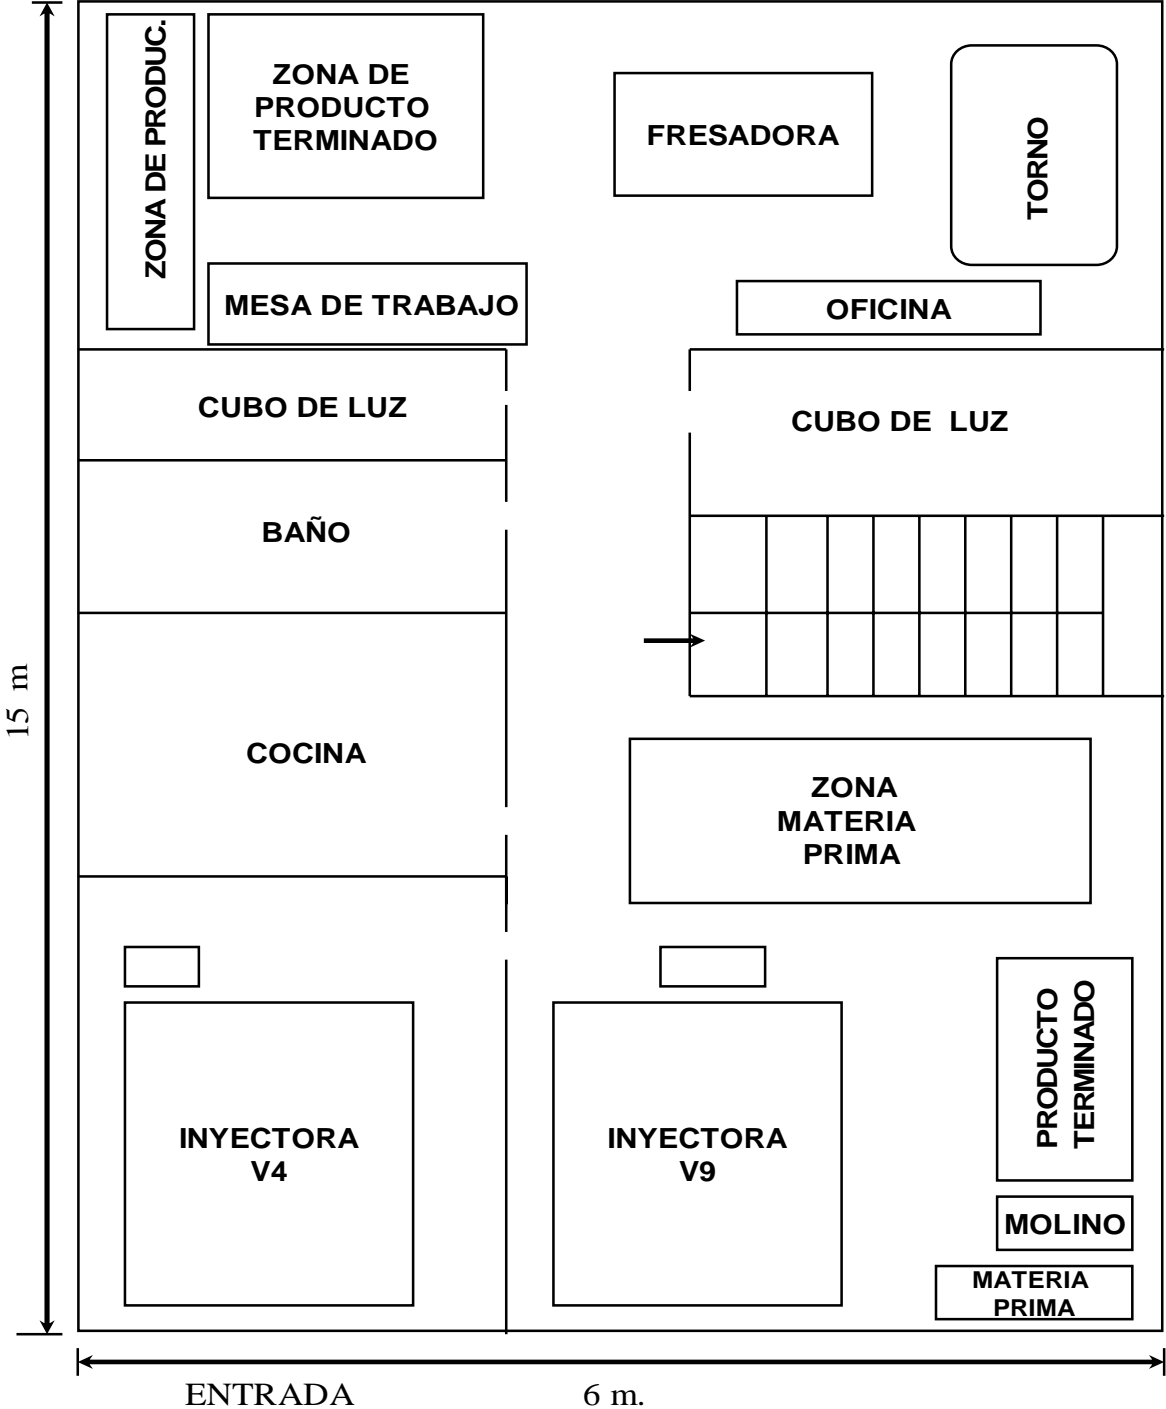 ZONA DE PRODUC.
ZONA DE
PRODUCTO
TERMINADO
FRESADORA
TORNO
MESA DE TRABAJO
OFICINA
CUBO DE LUZ
CUBO DE LUZ
BAÑO
COCINA
15 m
ZONA
MATERIA
PRIMA
INYECTORA
V4
INYECTORA
V9
PRODUCTO
TERMINADO
MOLINO
MATERIA
PRIMA
ENTRADA
6 m.